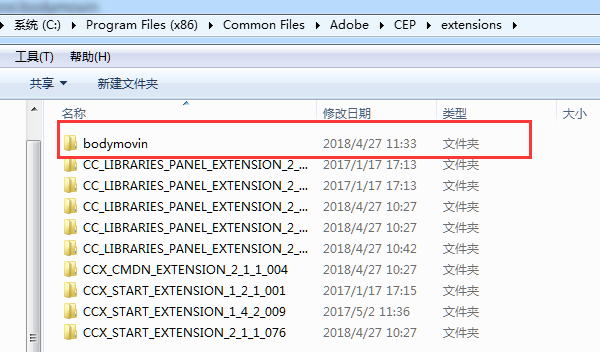 系统 (C:) Program Files (x86) Common Files Adobe CEP extensions
工具(T) 帮助(H)
共享 新建文件夹
名称 修改日期 类型 大小
bodymovin 2018/4/27 11:33 文件夹
CC_LIBRARIES_PANEL_EXTENSION_2_... 2017/1/17 17:13 文件夹
CC_LIBRARIES_PANEL_EXTENSION_2_... 2017/1/17 17:13 文件夹
CC_LIBRARIES_PANEL_EXTENSION_2_... 2018/4/27 10:27 文件夹
CC_LIBRARIES_PANEL_EXTENSION_2_... 2018/4/27 10:27 文件夹
CC_LIBRARIES_PANEL_EXTENSION_2_... 2018/4/27 10:42 文件夹
CCX_CMDN_EXTENSION_2_1_1_004 2018/4/27 10:27 文件夹
CCX_START_EXTENSION_1_2_1_001 2017/1/17 17:15 文件夹
CCX_START_EXTENSION_1_4_2_009 2017/5/2 11:36 文件夹
CCX_START_EXTENSION_2_1_1_076 2018/4/27 10:27 文件夹